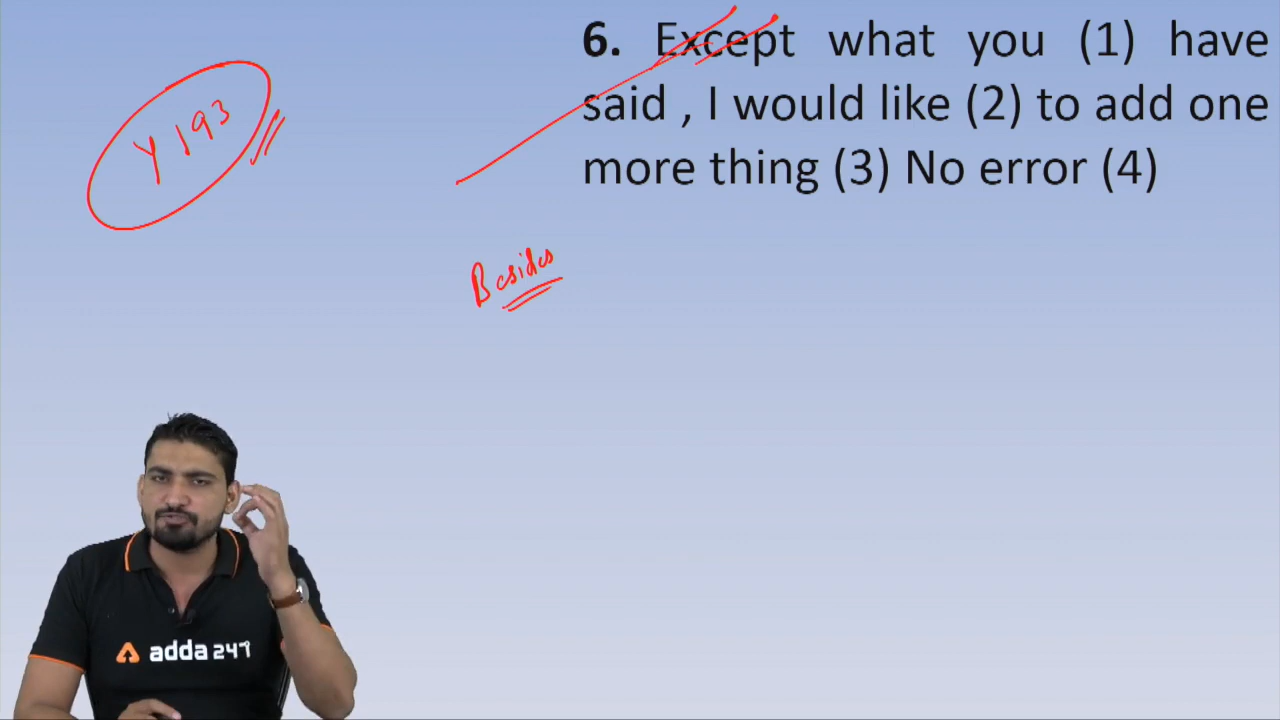 6. Except what you (1) have
said , I would like (2) to add one
more thing (3) No error (4)
Y193
Besides
adda 247